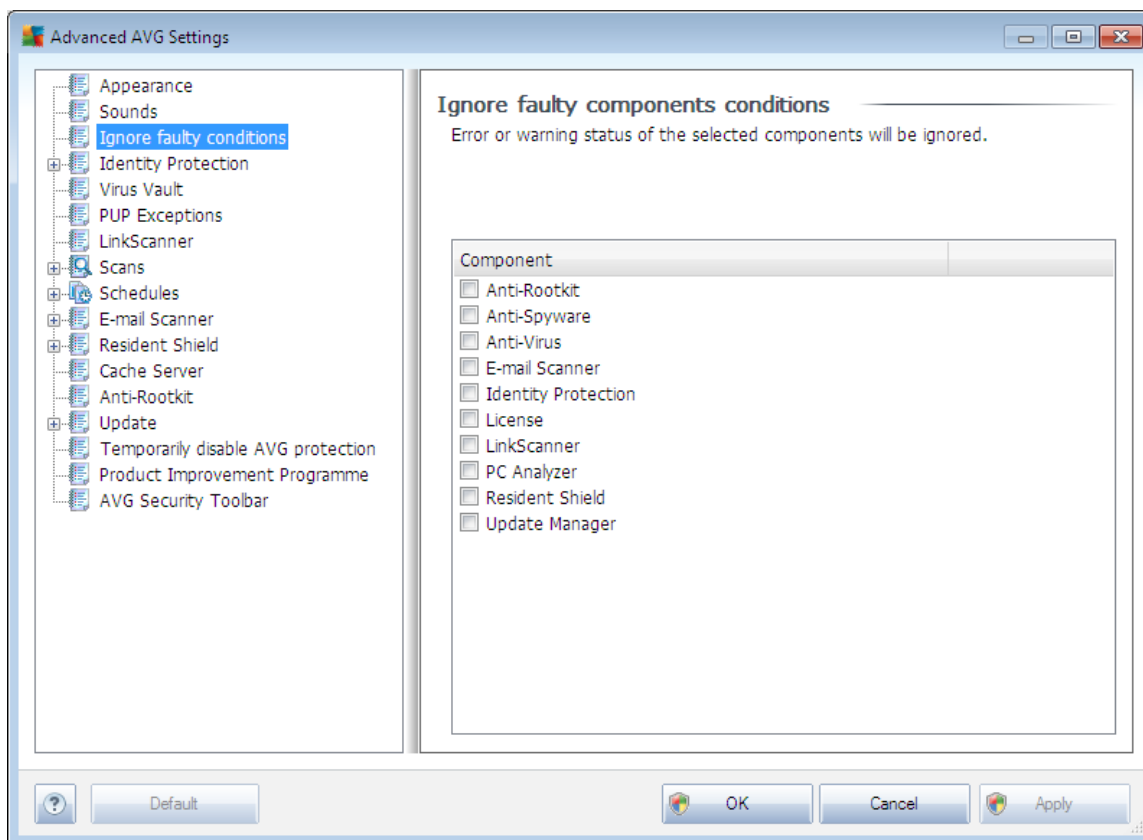 Advanced AVG Settings
Appearance
Sounds
Ignore faulty conditions
Identity Protection
Virus Vault
PUP Exceptions
LinkScanner
Scans
Schedules
E-mail Scanner
Resident Shield
Cache Server
Anti-Rootkit
Update
Temporarily disable AVG protection
Product Improvement Programme
AVG Security Toolbar
Ignore faulty components conditions
Error or warning status of the selected components will be ignored.
Component
Anti-Rootkit
Anti-Spyware
Anti-Virus
E-mail Scanner
Identity Protection
License
LinkScanner
PC Analyzer
Resident Shield
Update Manager
? Default OK Cancel Apply